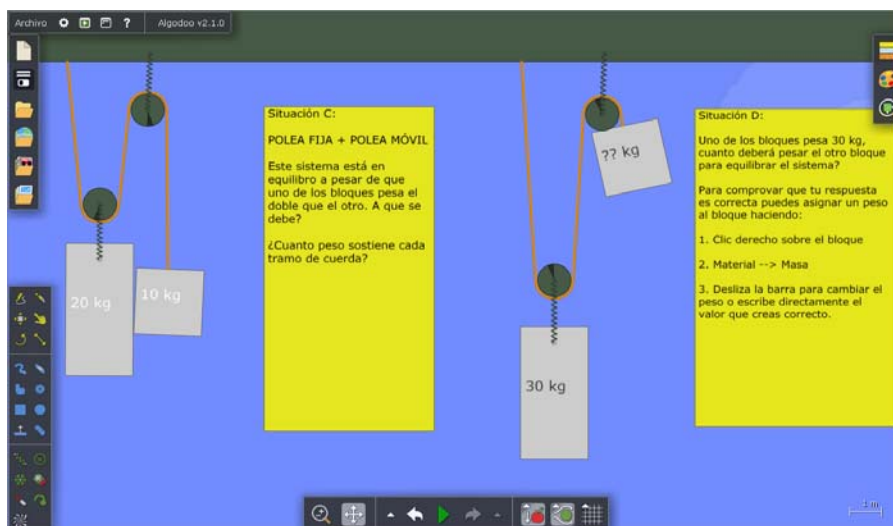 Archivo ? Algodoo v2.1.0
Situación C:
POLEA FIJA + POLEA MÓVIL
Este sistema está en
equilibro a pesar de que
uno de los bloques pesa el
doble que el otro. A que se
debe?
¿Cuanto peso sostiene cada
tramo de cuerda?
20 kg
10 kg
Situación D:
Uno de los bloques pesa 30 kg,
cuanto deberá pesar el otro bloque
para equilibrar el sistema?
Para comprovar que tu respuesta
es correcta puedes asignar un peso
al bloque haciendo:
1. Clic derecho sobre el bloque
2. Material --> Masa
3. Desliza la barra para cambiar el
peso o escribe directamente el
valor que creas correcto.
?? kg
30 kg
1 m